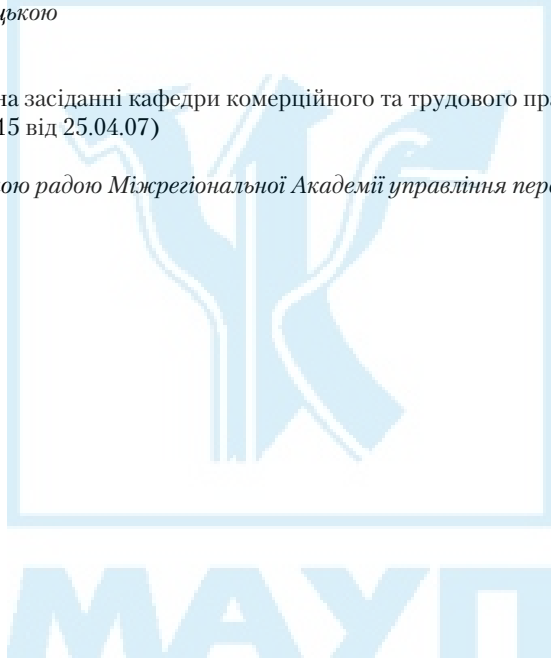 цькою
на засіданні кафедри комерційного та трудового пра
15 від 25.04.07)
ою радою Міжрегіональної Академії управління перс
МАУП